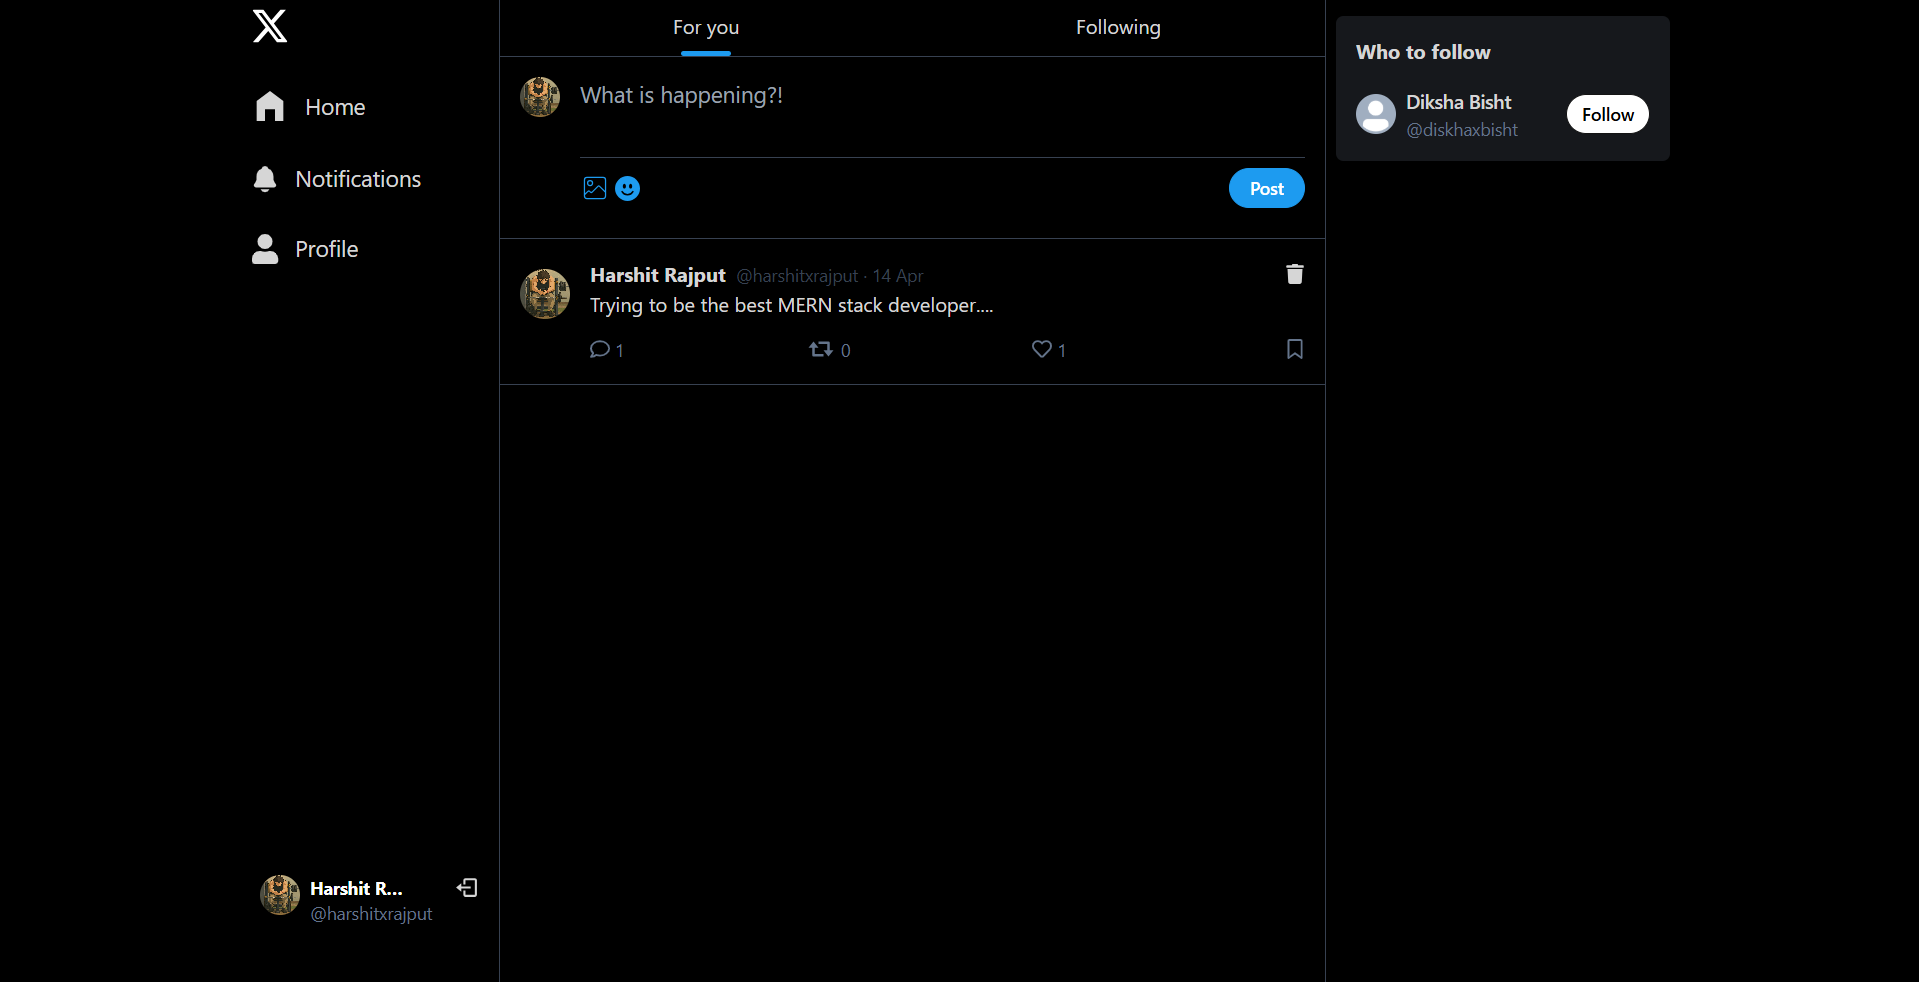 Home
Notifications
Profile
Harshit R...
@harshitxrajput
For you
Following
What is happening?!
Post
Harshit Rajput @harshitxrajput · 14 Apr
Trying to be the best MERN stack developer....
1 0 1
Who to follow
Diksha Bisht
@diskhaxbisht
Follow